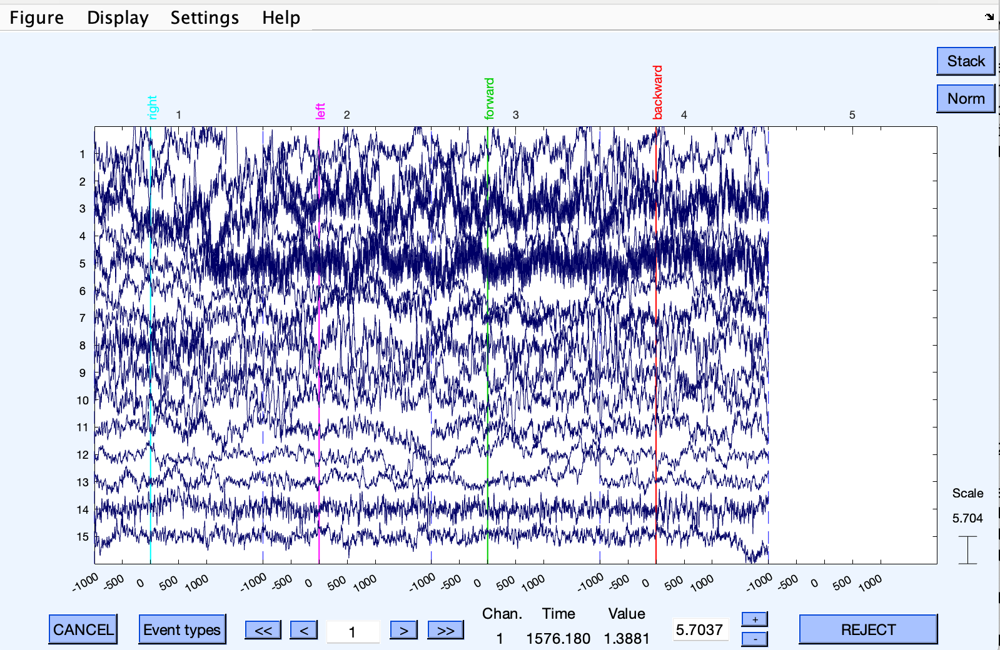 Figure Display Settings Help
Stack
Norm
right 1 left 2 forward 3 backward 4 5
1
2
3
4
5
6
7
8
9
10
11
12
13
14
15
Scale
5.704
-1000 -500 0 500 1000 -1000 -500 0 500 1000 -1000 -500 0 500 1000 -1000 -500 0 500 1000 -1000 -500 0 500 1000
Chan. Time Value
CANCEL Event types << < 1 > >> 1 1576.180 1.3881 5.7037 + - REJECT